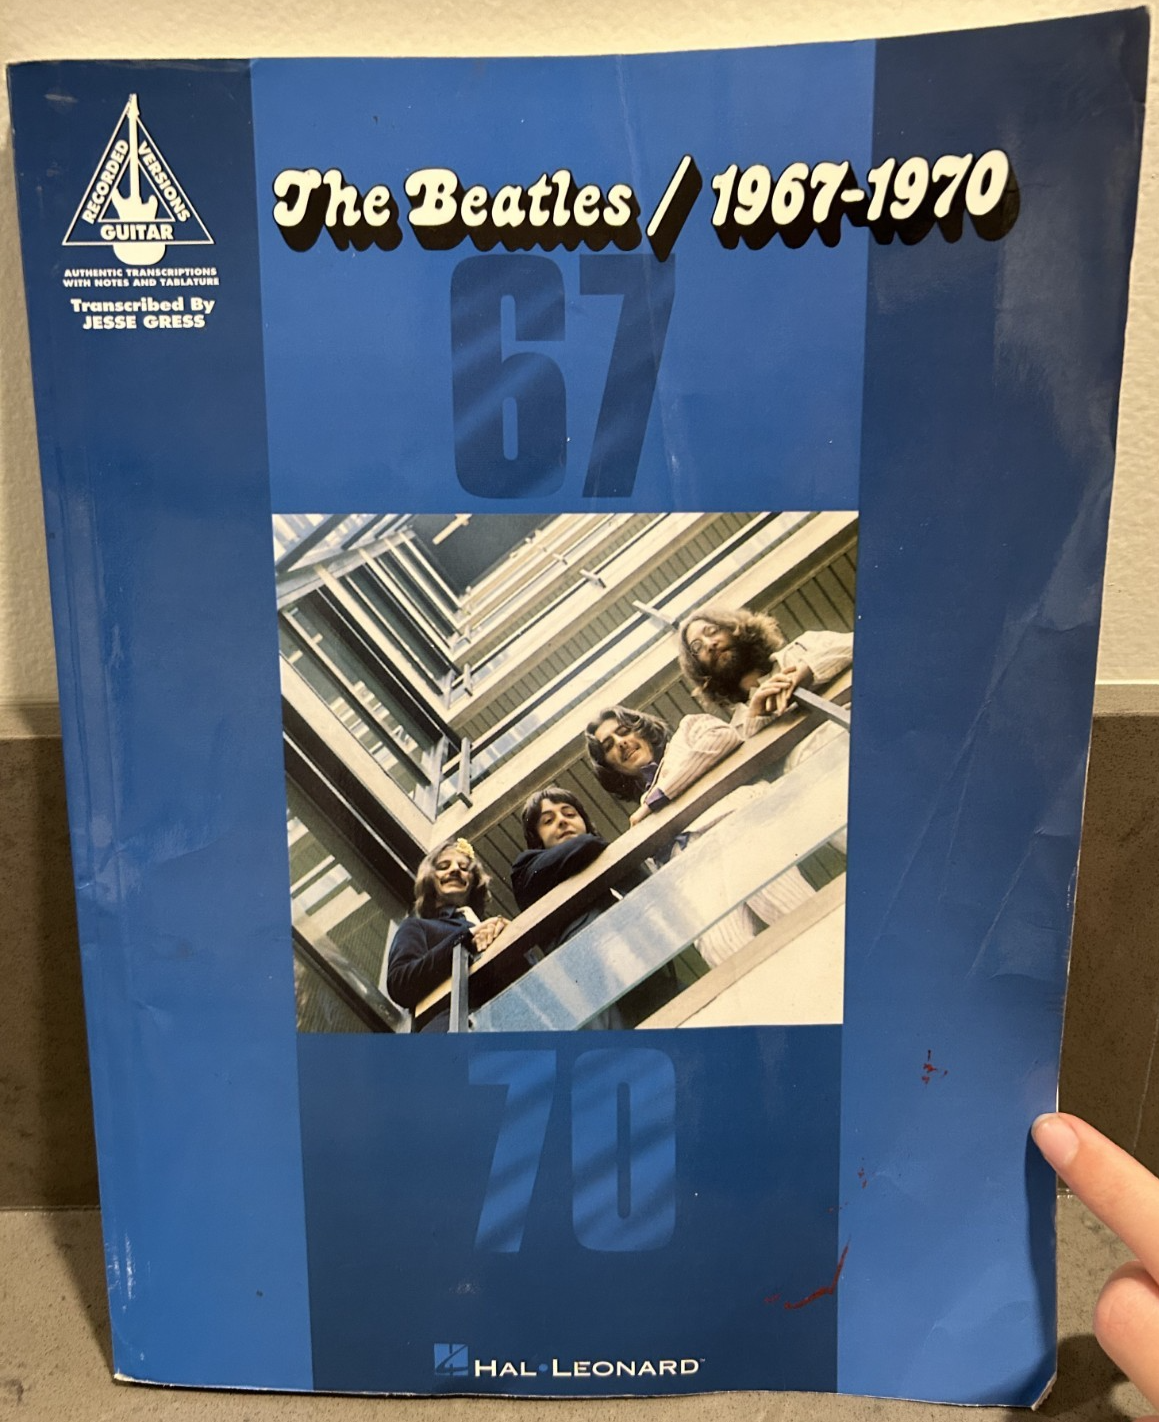 RECORDED VERSIONS
GUITAR
AUTHENTIC TRANSCRIPTIONS
WITH NOTES AND TABLATURE
Transcribed By
JESSE GRESS
The Beatles / 1967-1970
67
70
HAL•LEONARD™